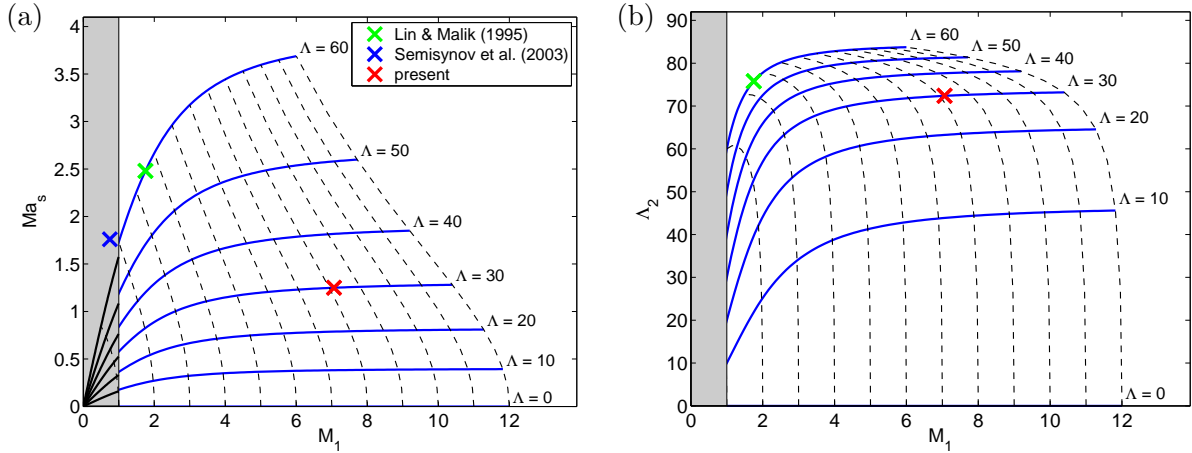 (a)
4
3.5
3
2.5
2
1.5
1
0.5
0
Ma_s
0 2 4 6 8 10 12
M_1
Lin & Malik (1995)
Semisynov et al. (2003)
present
Λ = 60
Λ = 50
Λ = 40
Λ = 30
Λ = 20
Λ = 10
Λ = 0
(b)
90
80
70
60
50
40
30
20
10
0
Λ_2
0 2 4 6 8 10 12
M_1
Λ = 60
Λ = 50
Λ = 40
Λ = 30
Λ = 20
Λ = 10
Λ = 0